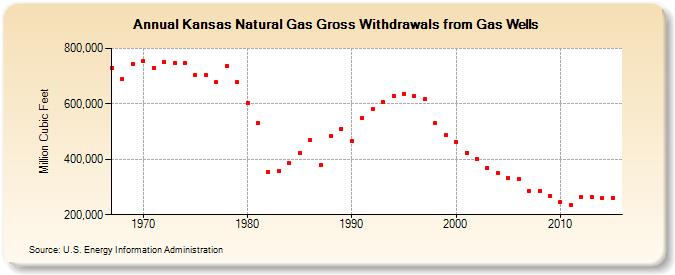 Annual Kansas Natural Gas Gross Withdrawals from Gas Wells
Million Cubic Feet
800,000
600,000
400,000
200,000
1970 1980 1990 2000 2010
Source: U.S. Energy Information Administration